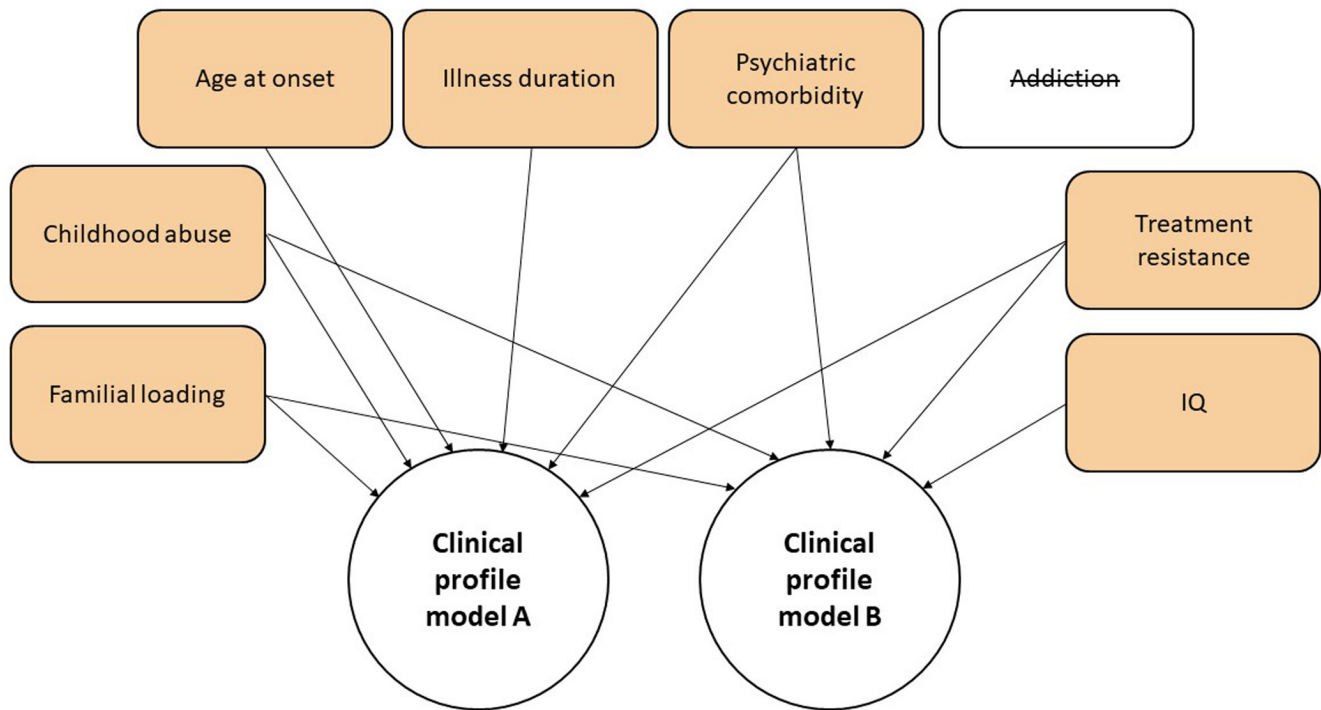 Age at onset
Illness duration
Psychiatric
comorbidity
Addiction
Childhood abuse
Treatment
resistance
Familial loading
IQ
Clinical
profile
model A
Clinical
profile
model B